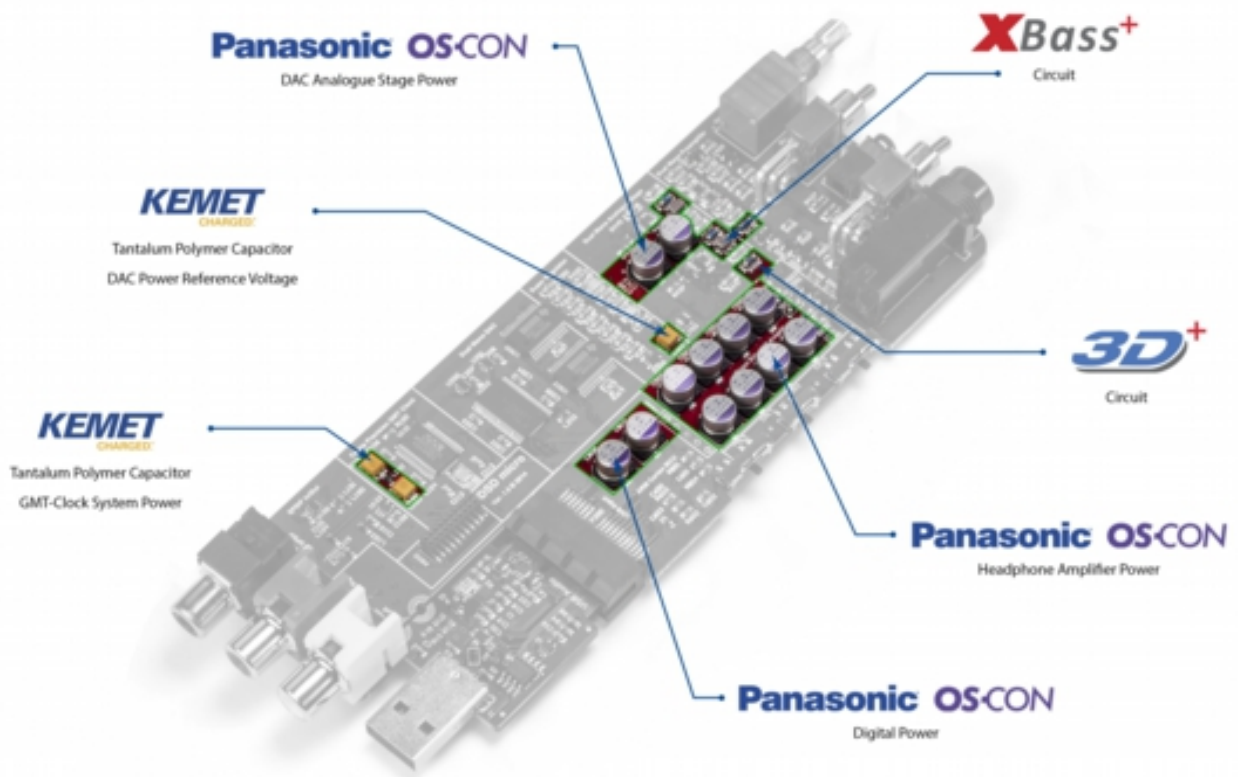 Panasonic OS-CON
DAC Analogue Stage Power
XBass+
Circuit
KEMET
CHARGED.
Tantalum Polymer Capacitor
DAC Power Reference Voltage
3D+
Circuit
KEMET
CHARGED.
Tantalum Polymer Capacitor
GMT-Clock System Power
DSD
Panasonic OS-CON
Headphone Amplifier Power
Panasonic OS-CON
Digital Power